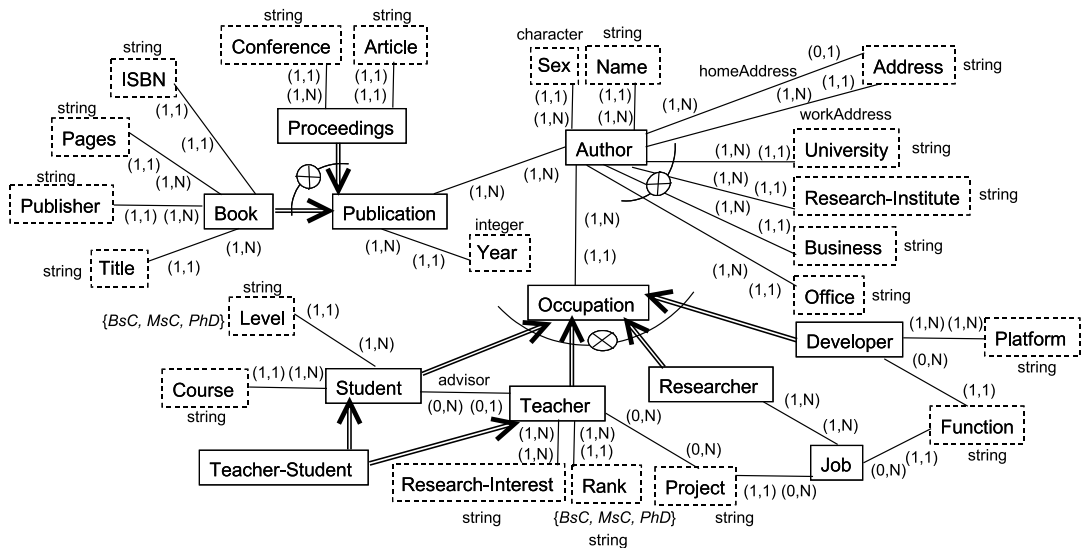 string
Conference
(1,1)
(1,N)
string
Article
(1,1)
(1,1)
string
ISBN
(1,1)
(1,1)
string
Pages
(1,1)
(1,N)
string
Publisher
(1,1) (1,N)
string
Title
(1,1)
(1,N)
Proceedings
Book
Publication
(1,N)
(1,N)
(1,N)
(1,1)
integer
Year
character
Sex
(1,1)
(1,N)
string
Name
(1,1)
(1,N)
Author
homeAddress
(0,1)
(1,N)
Address
string
(1,N)
(1,1)
workAddress
(1,N) (1,1)
University
string
(1,N)
(1,1)
Research-Institute
string
(1,N)
(1,1)
Business
string
(1,N)
(1,1)
Office
string
(1,N)
(1,1)
Occupation
string
{BsC, MsC, PhD}
Level
(1,1)
(1,N)
Course
string
(1,1) (1,N)
Student
advisor
(0,N) (0,1)
Teacher
Researcher
Developer
(1,N) (1,N)
Platform
string
(0,N)
(1,1)
Function
string
(1,N)
(1,N)
Job
(0,N)
(1,1)
Teacher-Student
(1,N)
(1,N)
Research-Interest
string
(1,N)
(1,1)
Rank
{BsC, MsC, PhD}
string
(0,N)
(0,N)
Project
string
(1,1) (0,N)